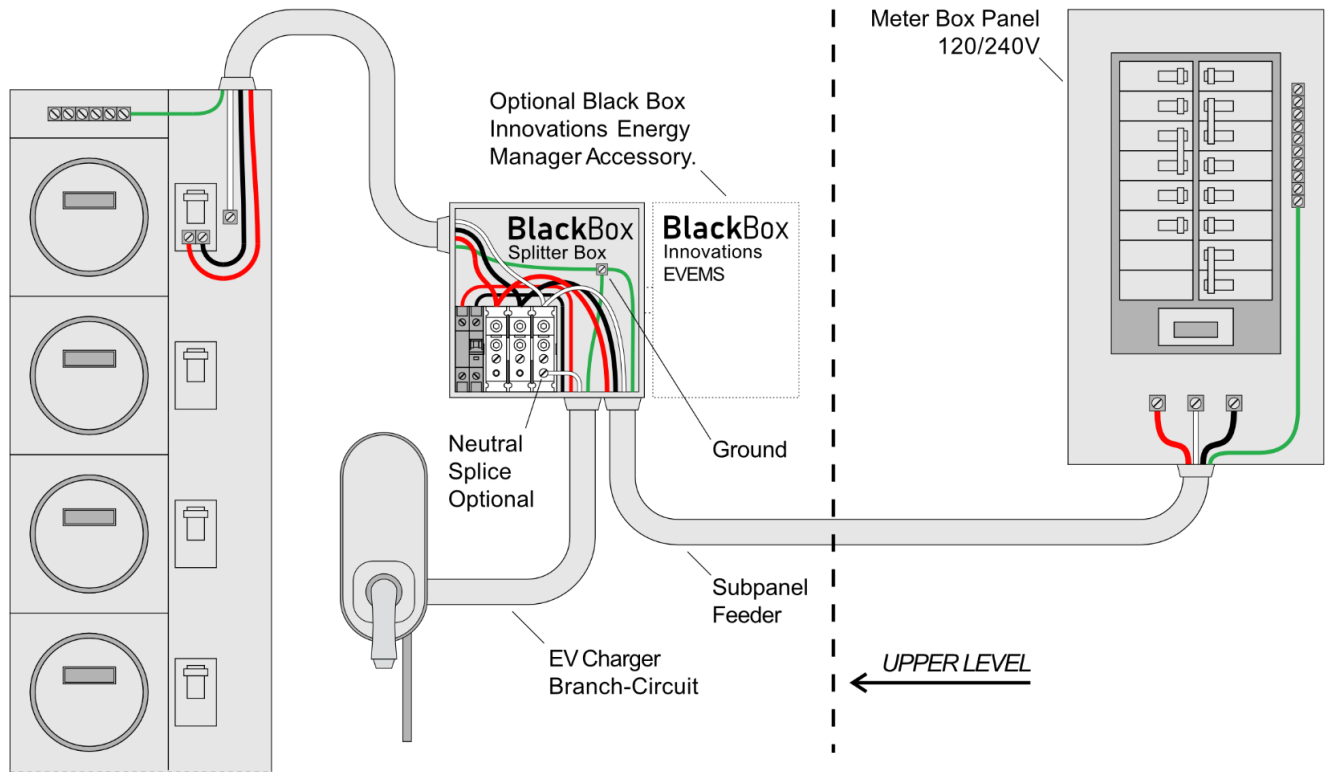 Meter Box Panel
120/240V
Optional Black Box
Innovations Energy
Manager Accessory.
BlackBox
Splitter Box
BlackBox
Innovations
EVEMS
Neutral
Splice
Optional
Ground
Subpanel
Feeder
EV Charger
Branch-Circuit
UPPER LEVEL